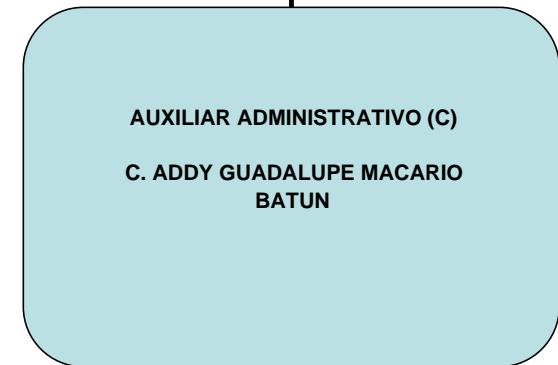 AUXILIAR ADMINISTRATIVO (C)
C. ADDY GUADALUPE MACARIO
BATUN